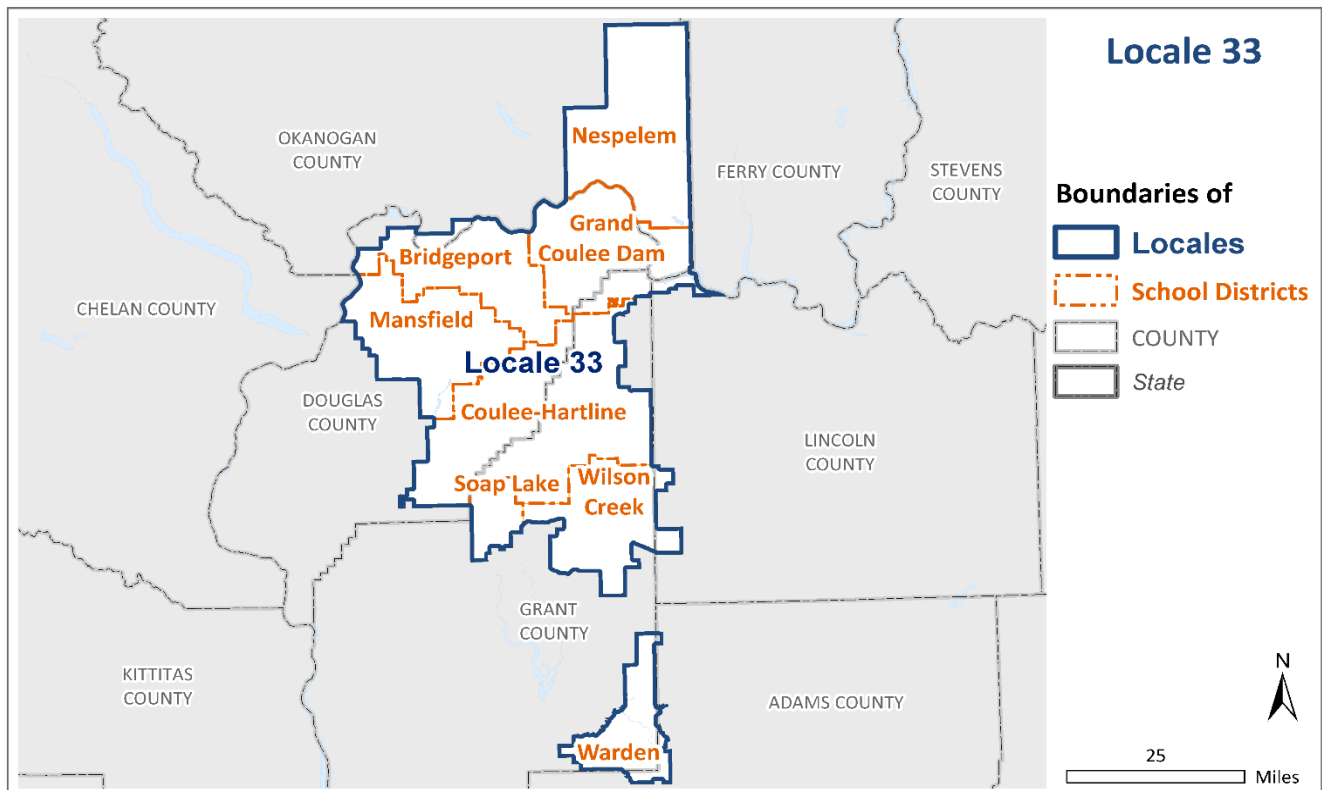 Locale 33
Nespelem
OKANOGAN
COUNTY
FERRY COUNTY
STEVENS
COUNTY
Grand
Coulee Dam
Bridgeport
CHELAN COUNTY
Mansfield
Locale 33
DOUGLAS
COUNTY
Coulee-Hartline
LINCOLN
COUNTY
Soap Lake
Wilson
Creek
GRANT
COUNTY
KITTITAS
COUNTY
ADAMS COUNTY
Warden
Boundaries of
Locales
School Districts
COUNTY
State
N
25
Miles